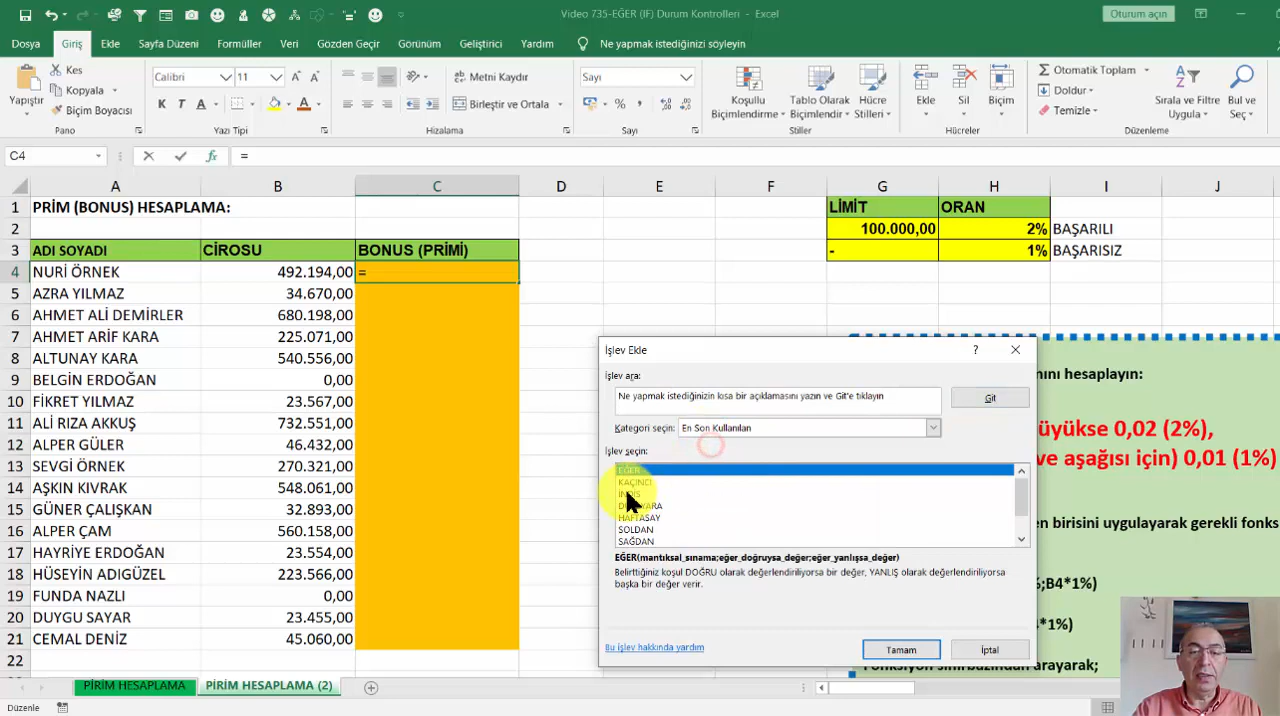 Video 735-EĞER (IF) Durum Kontrolleri - Excel
Oturum açın
Dosya Giriş Ekle Sayfa Düzeni Formüller Veri Gözden Geçir Görünüm Geliştirici Yardım Ne yapmak istediğinizi söyleyin
Yapıştır
Kes
Kopyala
Biçim Boyacısı
Pano
Calibri 11
K T A
Yazı Tipi
Metni Kaydır
Birleştir ve Ortala
Hizalama
Sayı
Sayı
Koşullu Biçimlendirme
Tablo Olarak Biçimlendir
Hücre Stilleri
Stiller
Ekle Sil Biçim
Hücreler
Otomatik Toplam
Doldur
Temizle
Sırala ve Filtre Uygula
Bul ve Seç
Düzenleme
C4 fx =
A B C D E F G H I J
1 PRİM (BONUS) HESAPLAMA: LİMİT ORAN
2 100.000,00 2% BAŞARILI
3 ADI SOYADI CİROSU BONUS (PRİMİ) - 1% BAŞARISIZ
4 NURİ ÖRNEK 492.194,00 =
5 AZRA YILMAZ 34.670,00
6 AHMET ALİ DEMİRLER 680.198,00
7 AHMET ARİF KARA 225.071,00
8 ALTUNAY KARA 540.556,00
9 BELGİN ERDOĞAN 0,00
10 FİKRET YILMAZ 23.567,00
11 ALİ RIZA AKKUŞ 732.551,00
12 ALPER GÜLER 46.432,00
13 SEVGİ ÖRNEK 270.321,00
14 AŞKIN KIVRAK 548.061,00
15 GÜNER ÇALIŞKAN 32.893,00
16 ALPER ÇAM 560.158,00
17 HAYRİYE ERDOĞAN 23.554,00
18 HÜSEYİN ADIGÜZEL 223.566,00
19 FUNDA NAZLI 0,00
20 DUYGU SAYAR 23.455,00
21 CEMAL DENİZ 45.060,00
22
İşlev Ekle ?
İşlev ara:
Ne yapmak istediğinizin kısa bir açıklamasını yazın ve Git'e tıklayın
Git
Kategori seçin: En Son Kullanılan
İşlev seçin:
EĞER
KAÇINCI
İNDİS
HAFTASAY
SOLDAN
SAĞDAN
EĞER(mantıksal_sınama;eğer_doğruysa_değer;eğer_yanlışsa_değer)
Belirttiğiniz koşul DOĞRU olarak değerlendiriliyorsa bir değer, YANLIŞ olarak değerlendiriliyorsa
başka bir değer verir.
Bu işlev hakkında yardım
Tamam
İptal
nını hesaplayın:
üyükse 0,02 (2%),
ve aşağısı için) 0,01 (1%)
en birisini uygulayarak gerekli fonks
%;B4*1%)
4*1%)
Fonksiyon sihirbazından arayarak;
PİRİM HESAPLAMA PİRİM HESAPLAMA (2)
Düzenle